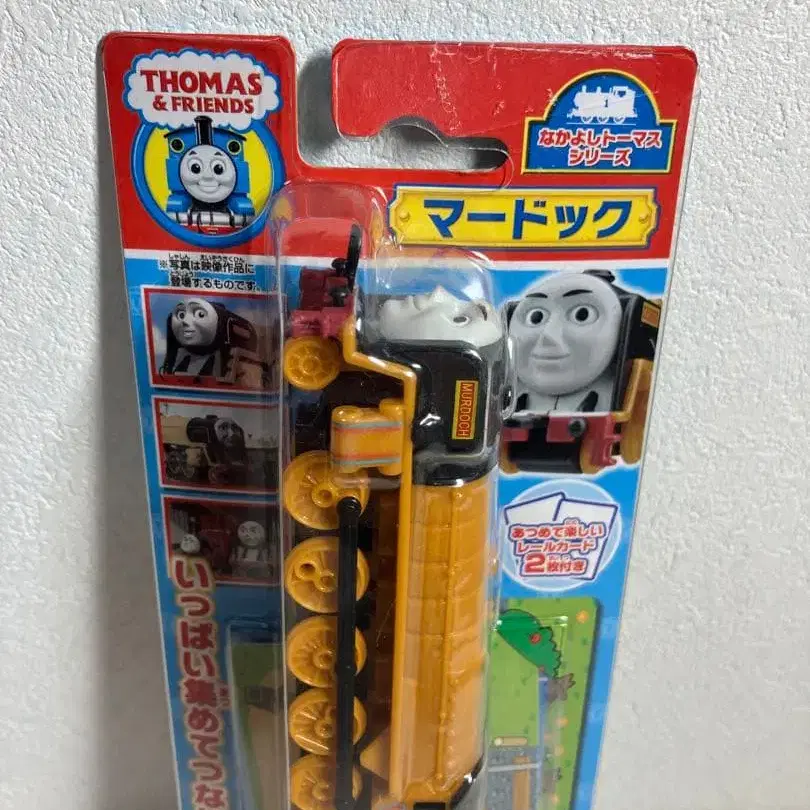 THOMAS
& FRIENDS
なかよしトーマス
シリーズ
マードック
※写真は映像作品に
登場するものです。
MURDOCH
あつめて楽しい
レールカード
2枚付き
いっぱい集めてつな